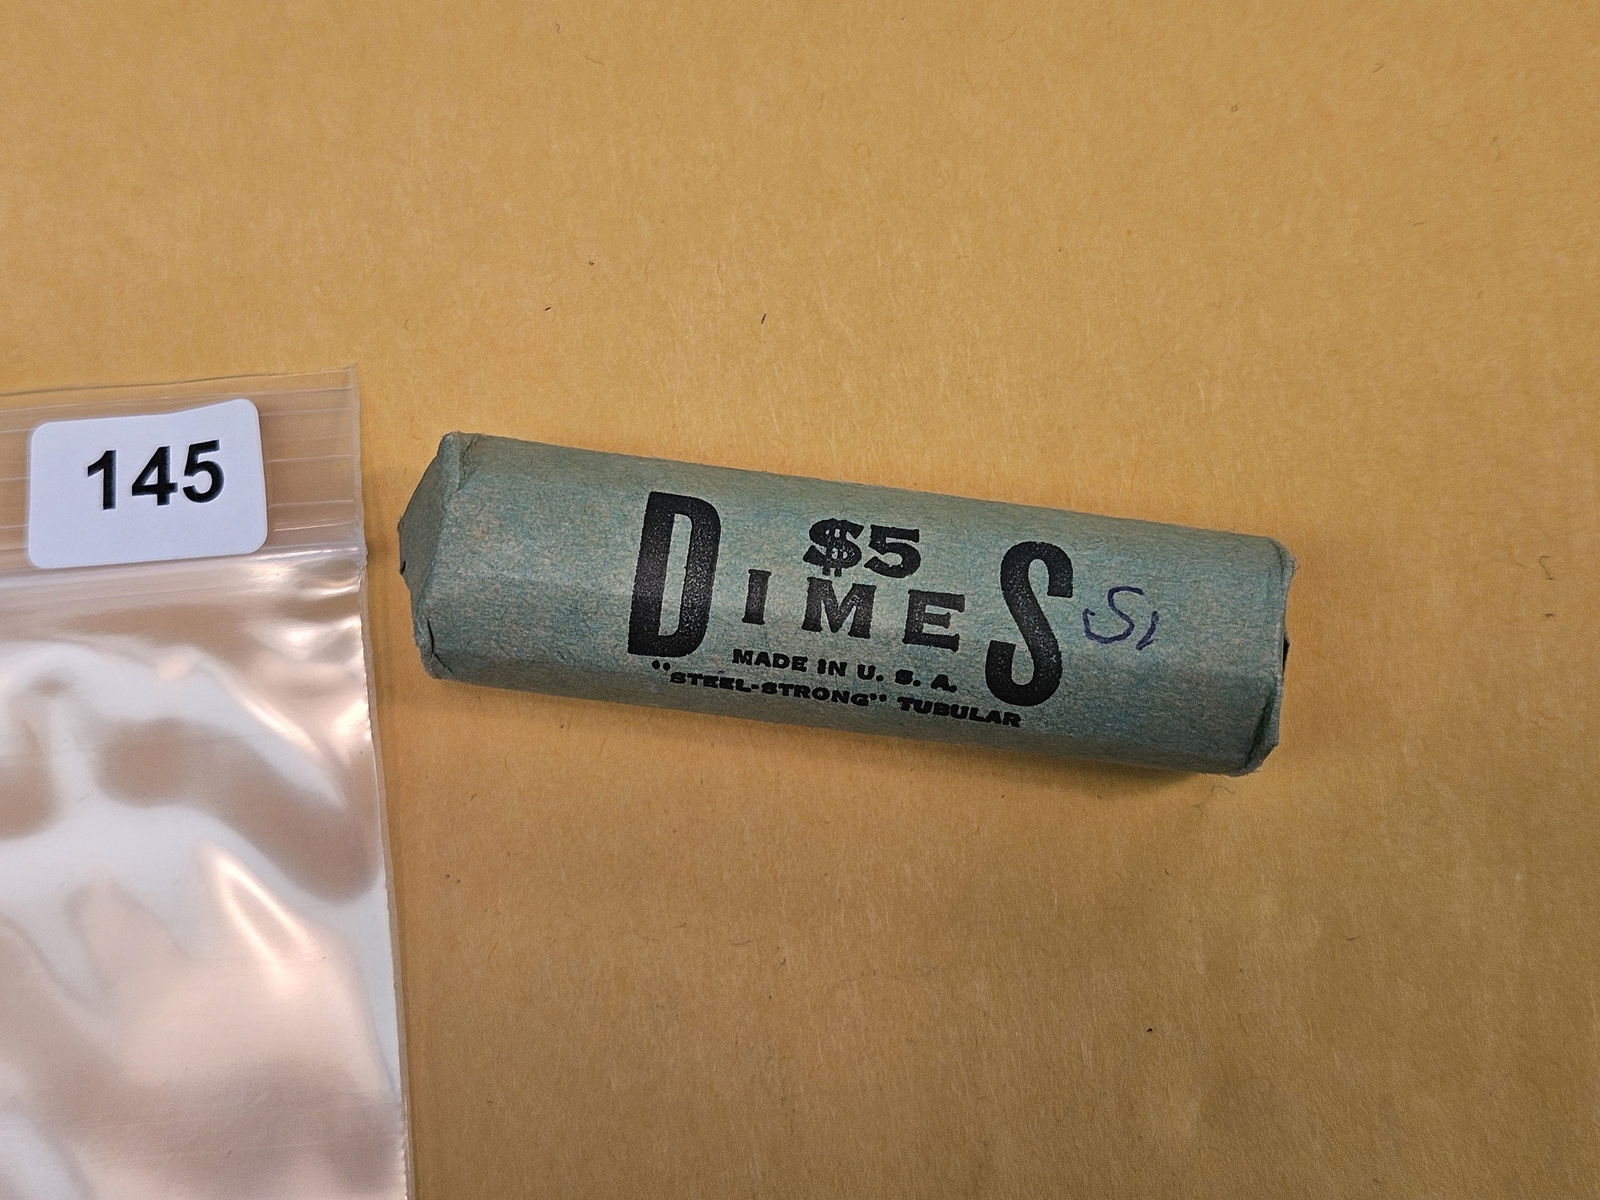 145
$5
DIMES
MADE IN U. S. A.
"STEEL-STRONG" TUBULAR